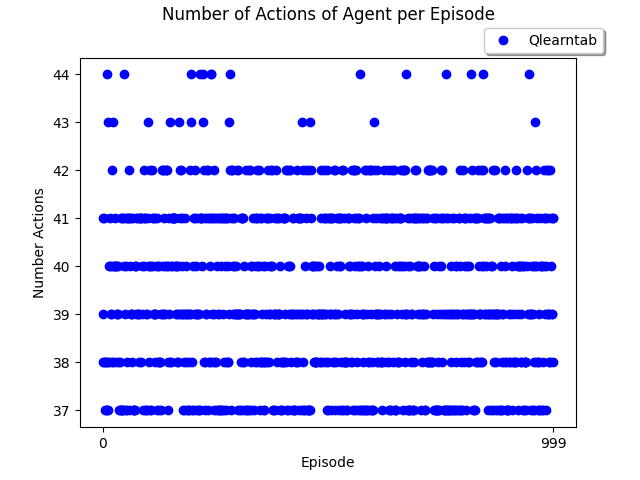 Number of Actions of Agent per Episode
Qlearntab
44
43
42
41
40
39
38
37
Number Actions
0 999
Episode